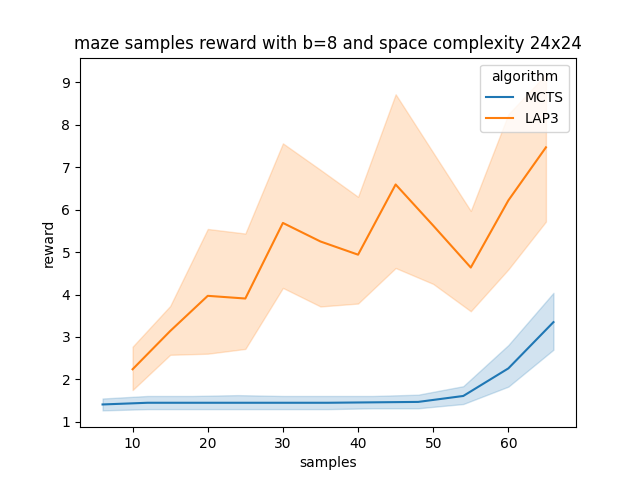 maze samples reward with b=8 and space complexity 24x24
algorithm
MCTS
LAP3
reward
9
8
7
6
5
4
3
2
1
10 20 30 40 50 60
samples